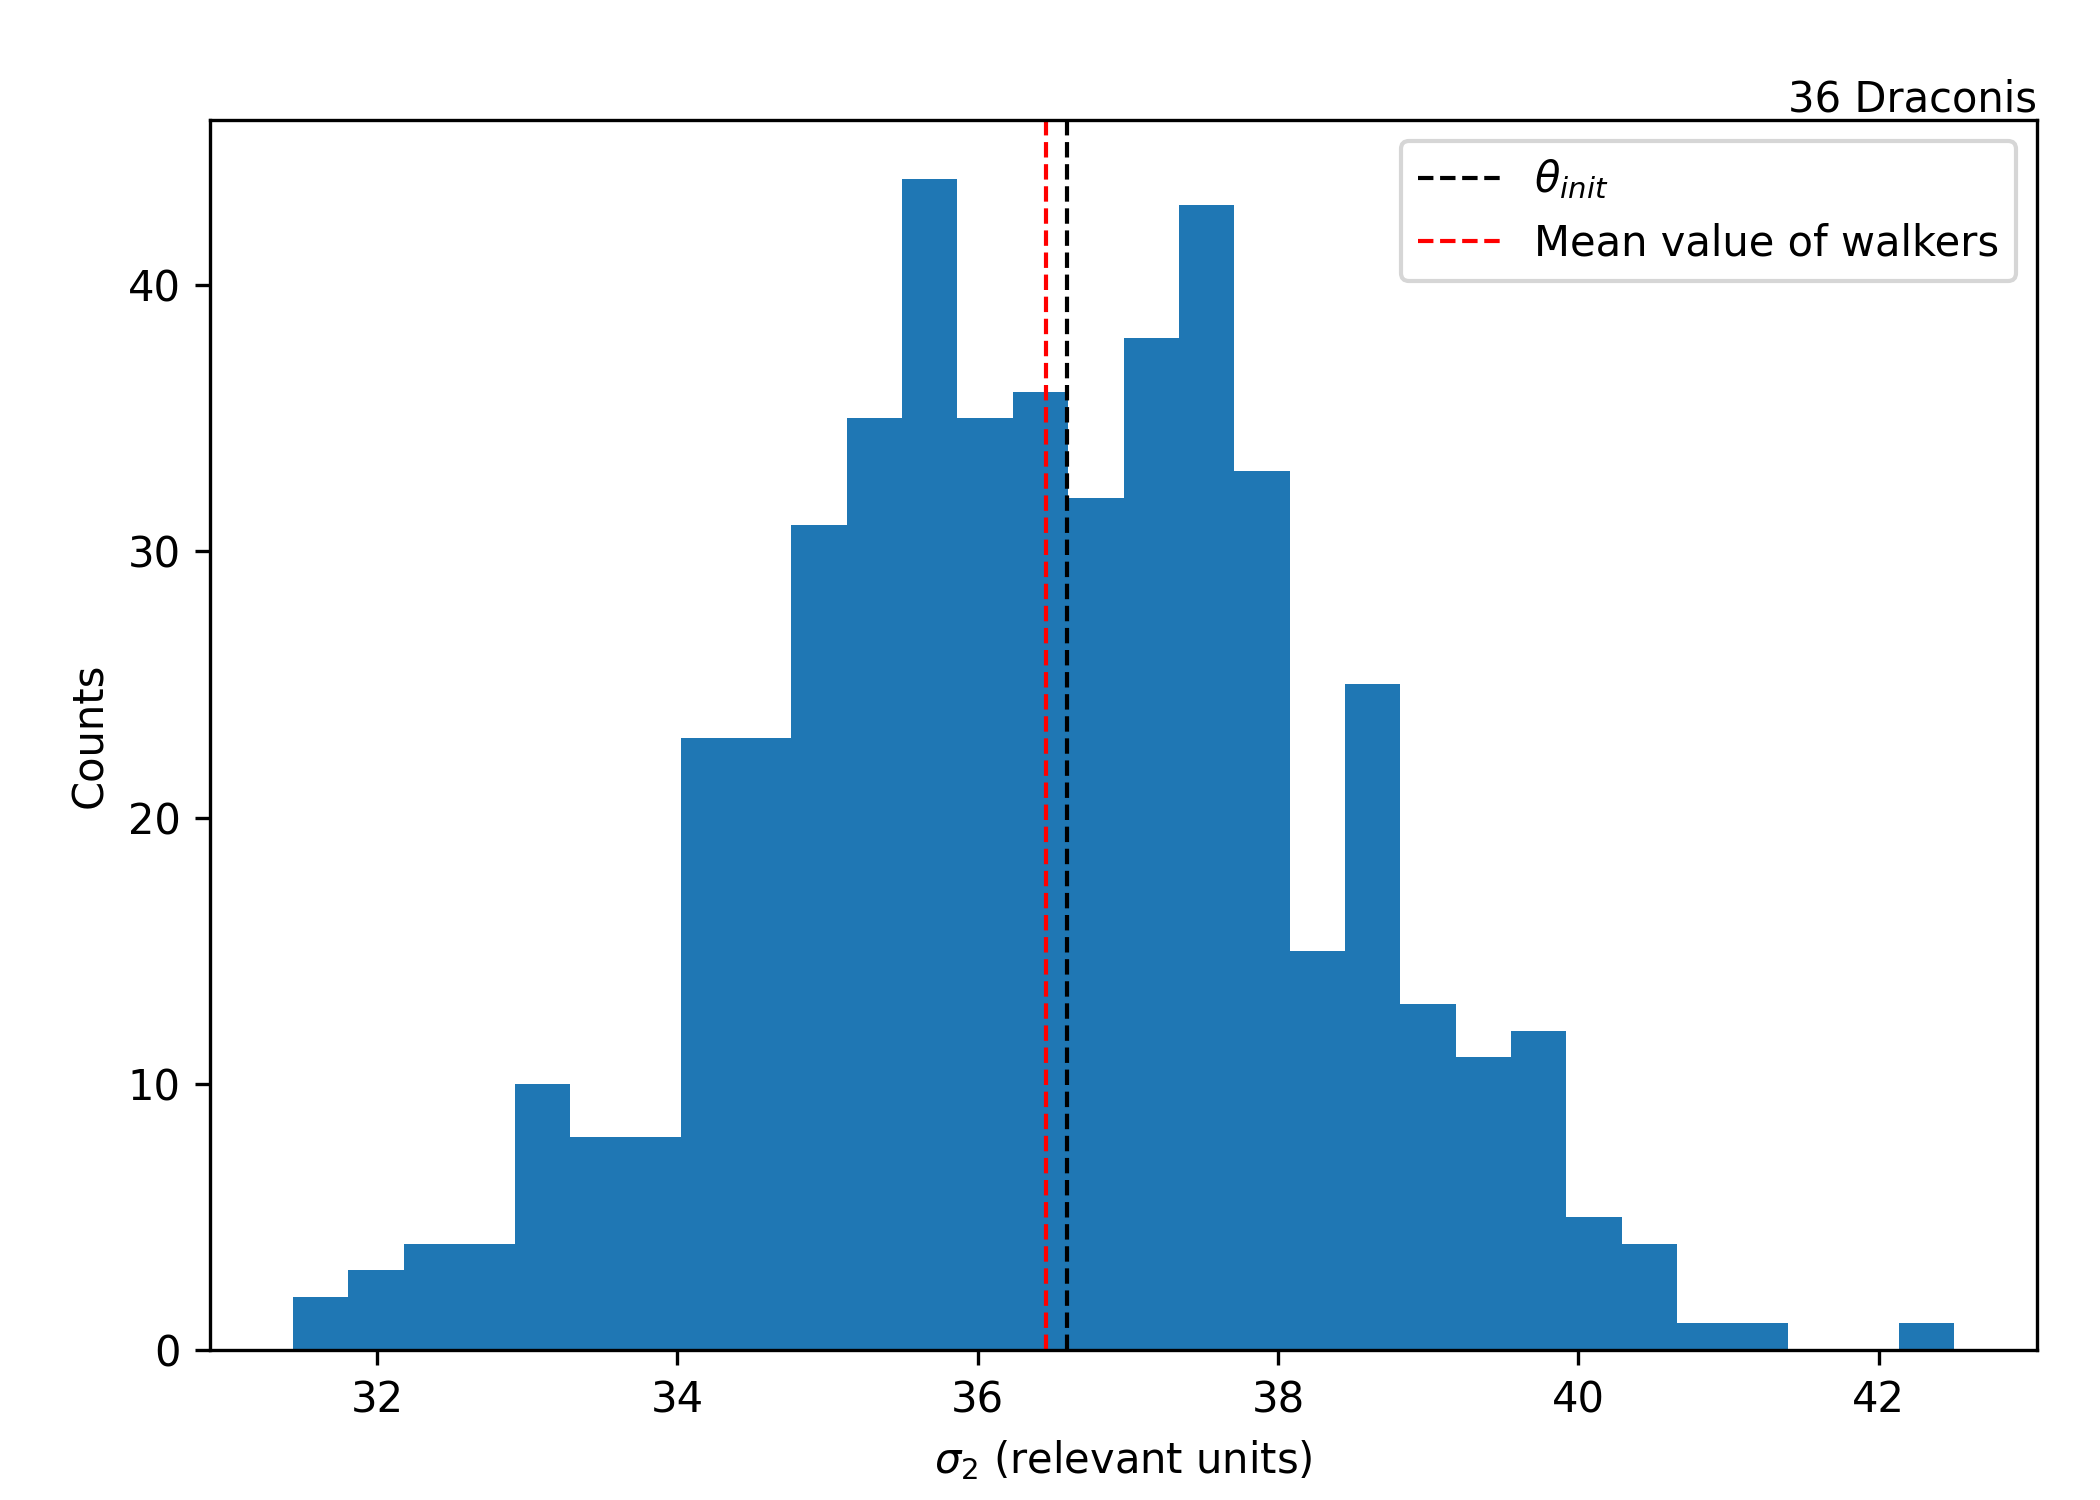 36 Draconis
θinit
Mean value of walkers
40
30
20
10
0
Counts
32 34 36 38 40 42
σ2 (relevant units)